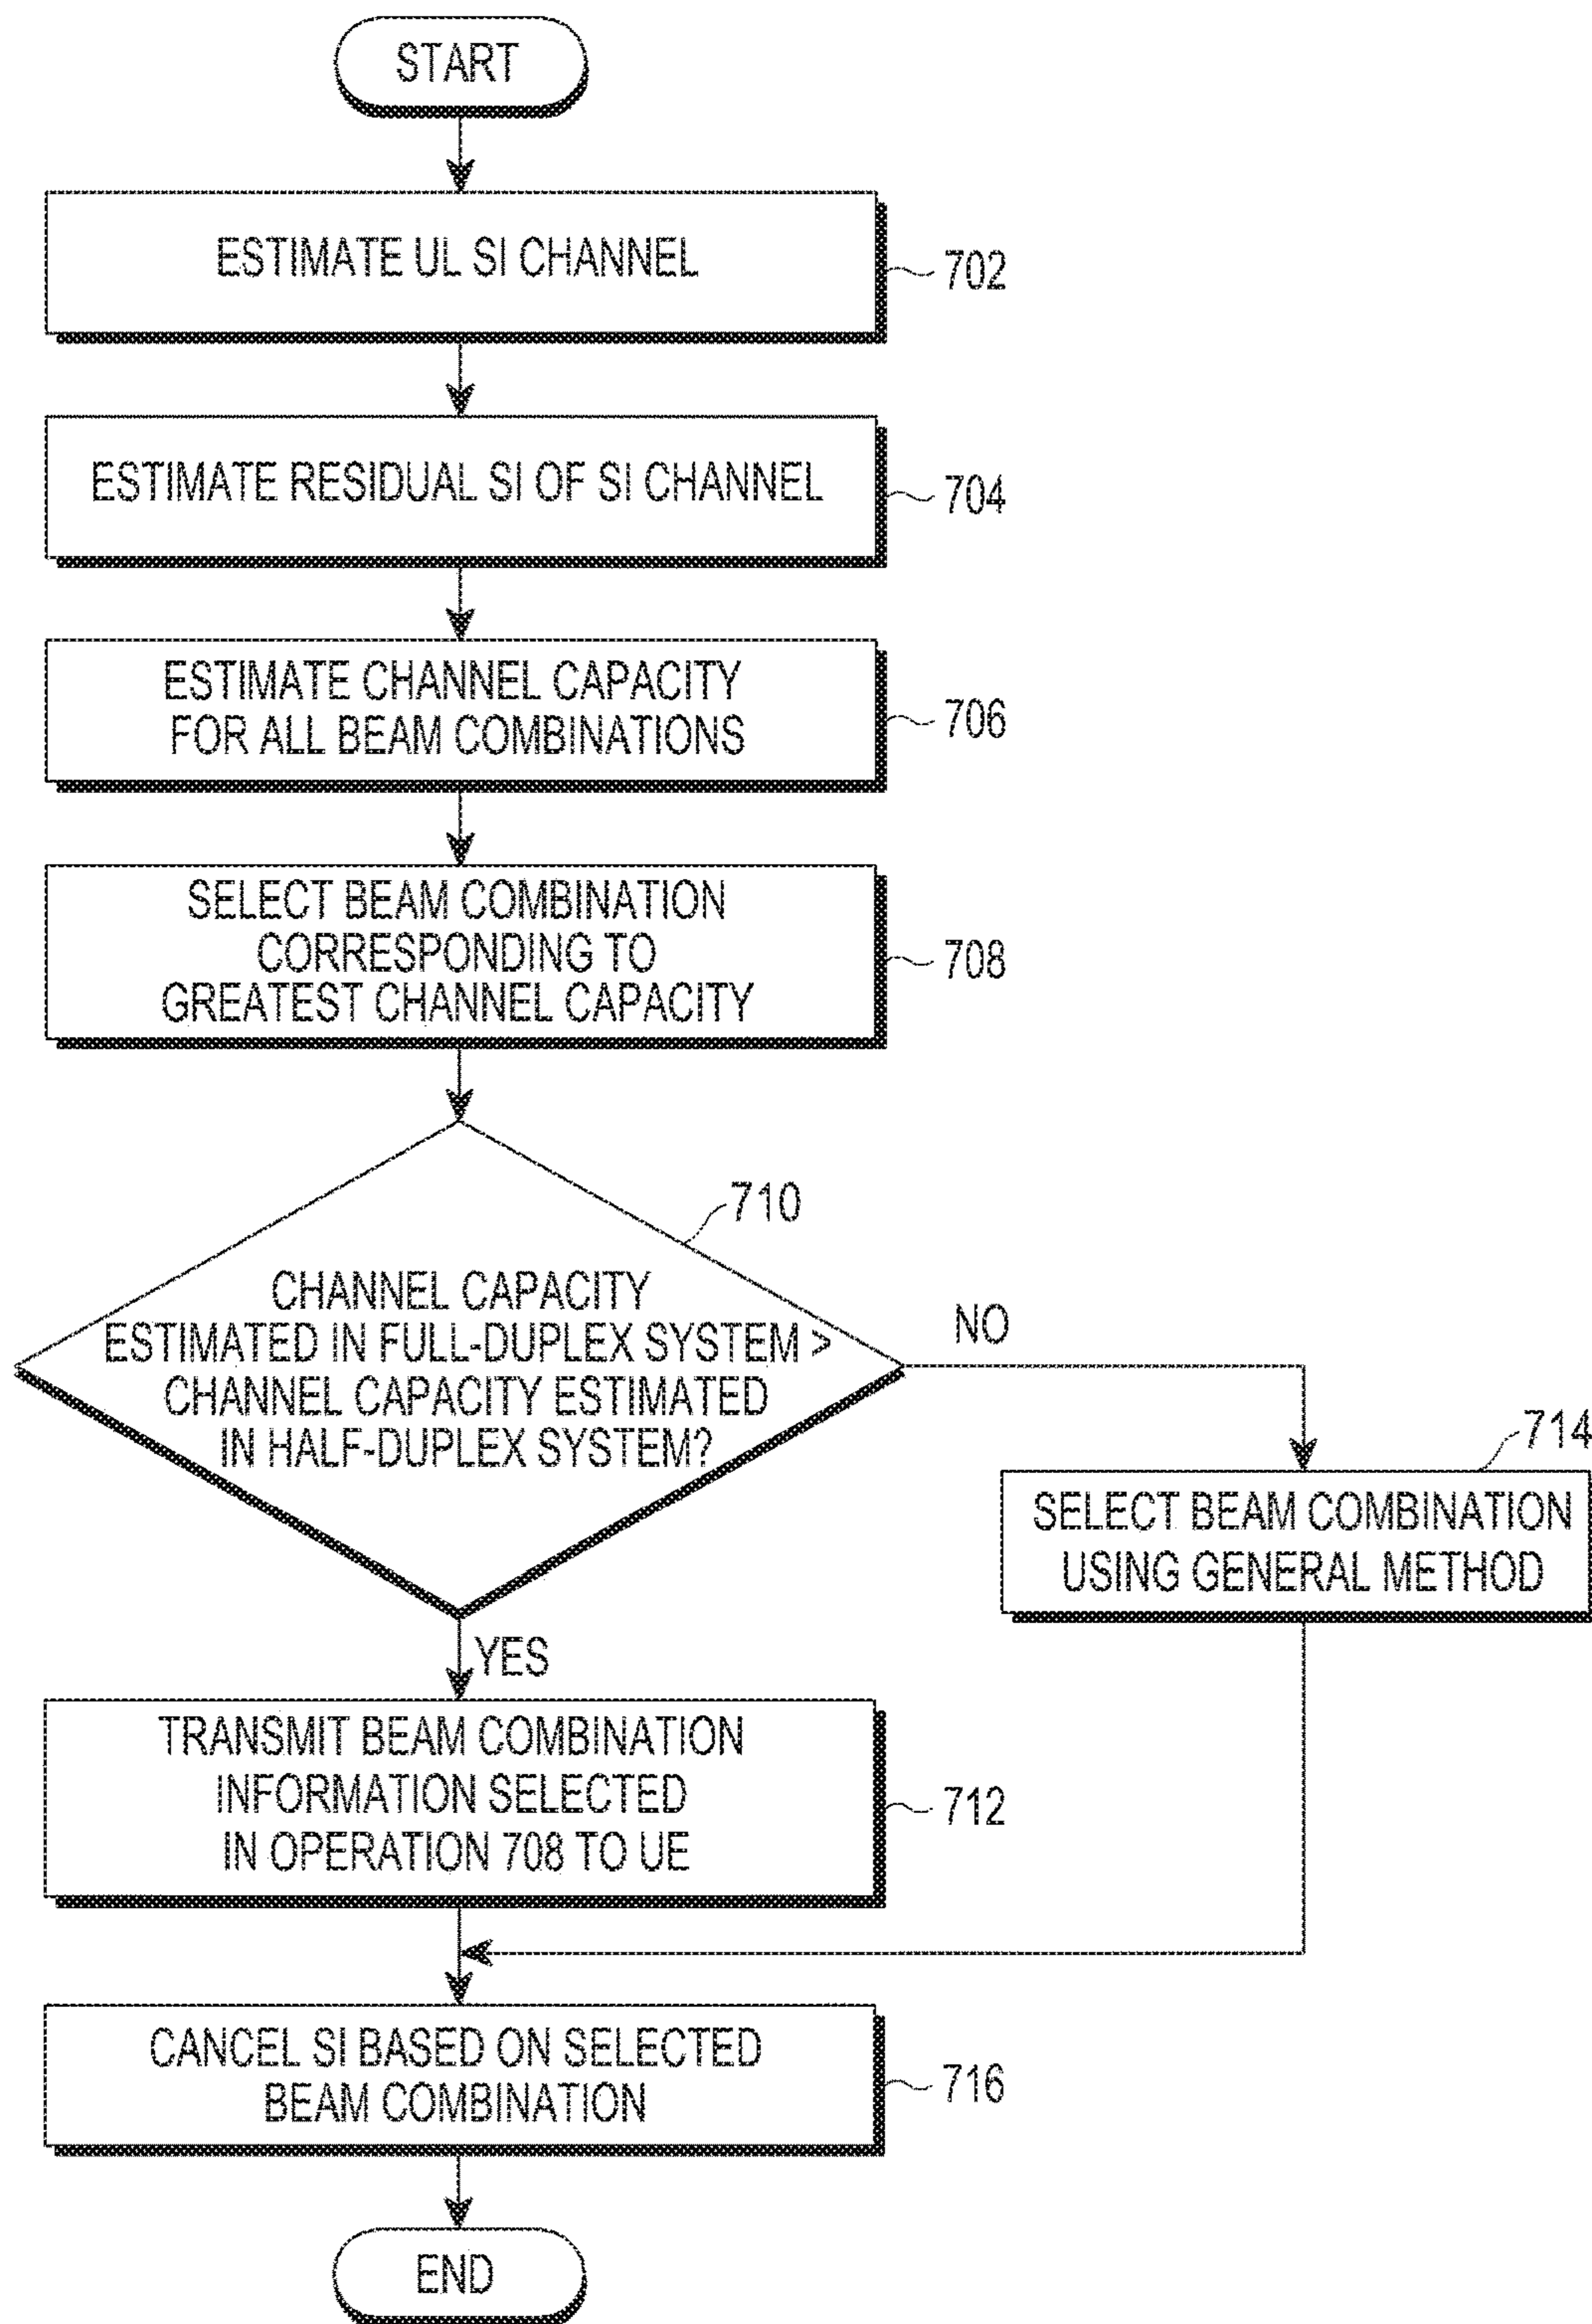 START
ESTIMATE UL SI CHANNEL
702
ESTIMATE RESIDUAL SI OF SI CHANNEL
704
ESTIMATE CHANNEL CAPACITY
FOR ALL BEAM COMBINATIONS
706
SELECT BEAM COMBINATION
CORRESPONDING TO
GREATEST CHANNEL CAPACITY
708
710
CHANNEL CAPACITY
ESTIMATED IN FULL-DUPLEX SYSTEM >
CHANNEL CAPACITY ESTIMATED
IN HALF-DUPLEX SYSTEM?
NO
714
SELECT BEAM COMBINATION
USING GENERAL METHOD
YES
TRANSMIT BEAM COMBINATION
INFORMATION SELECTED
IN OPERATION 708 TO UE
712
CANCEL SI BASED ON SELECTED
BEAM COMBINATION
716
END